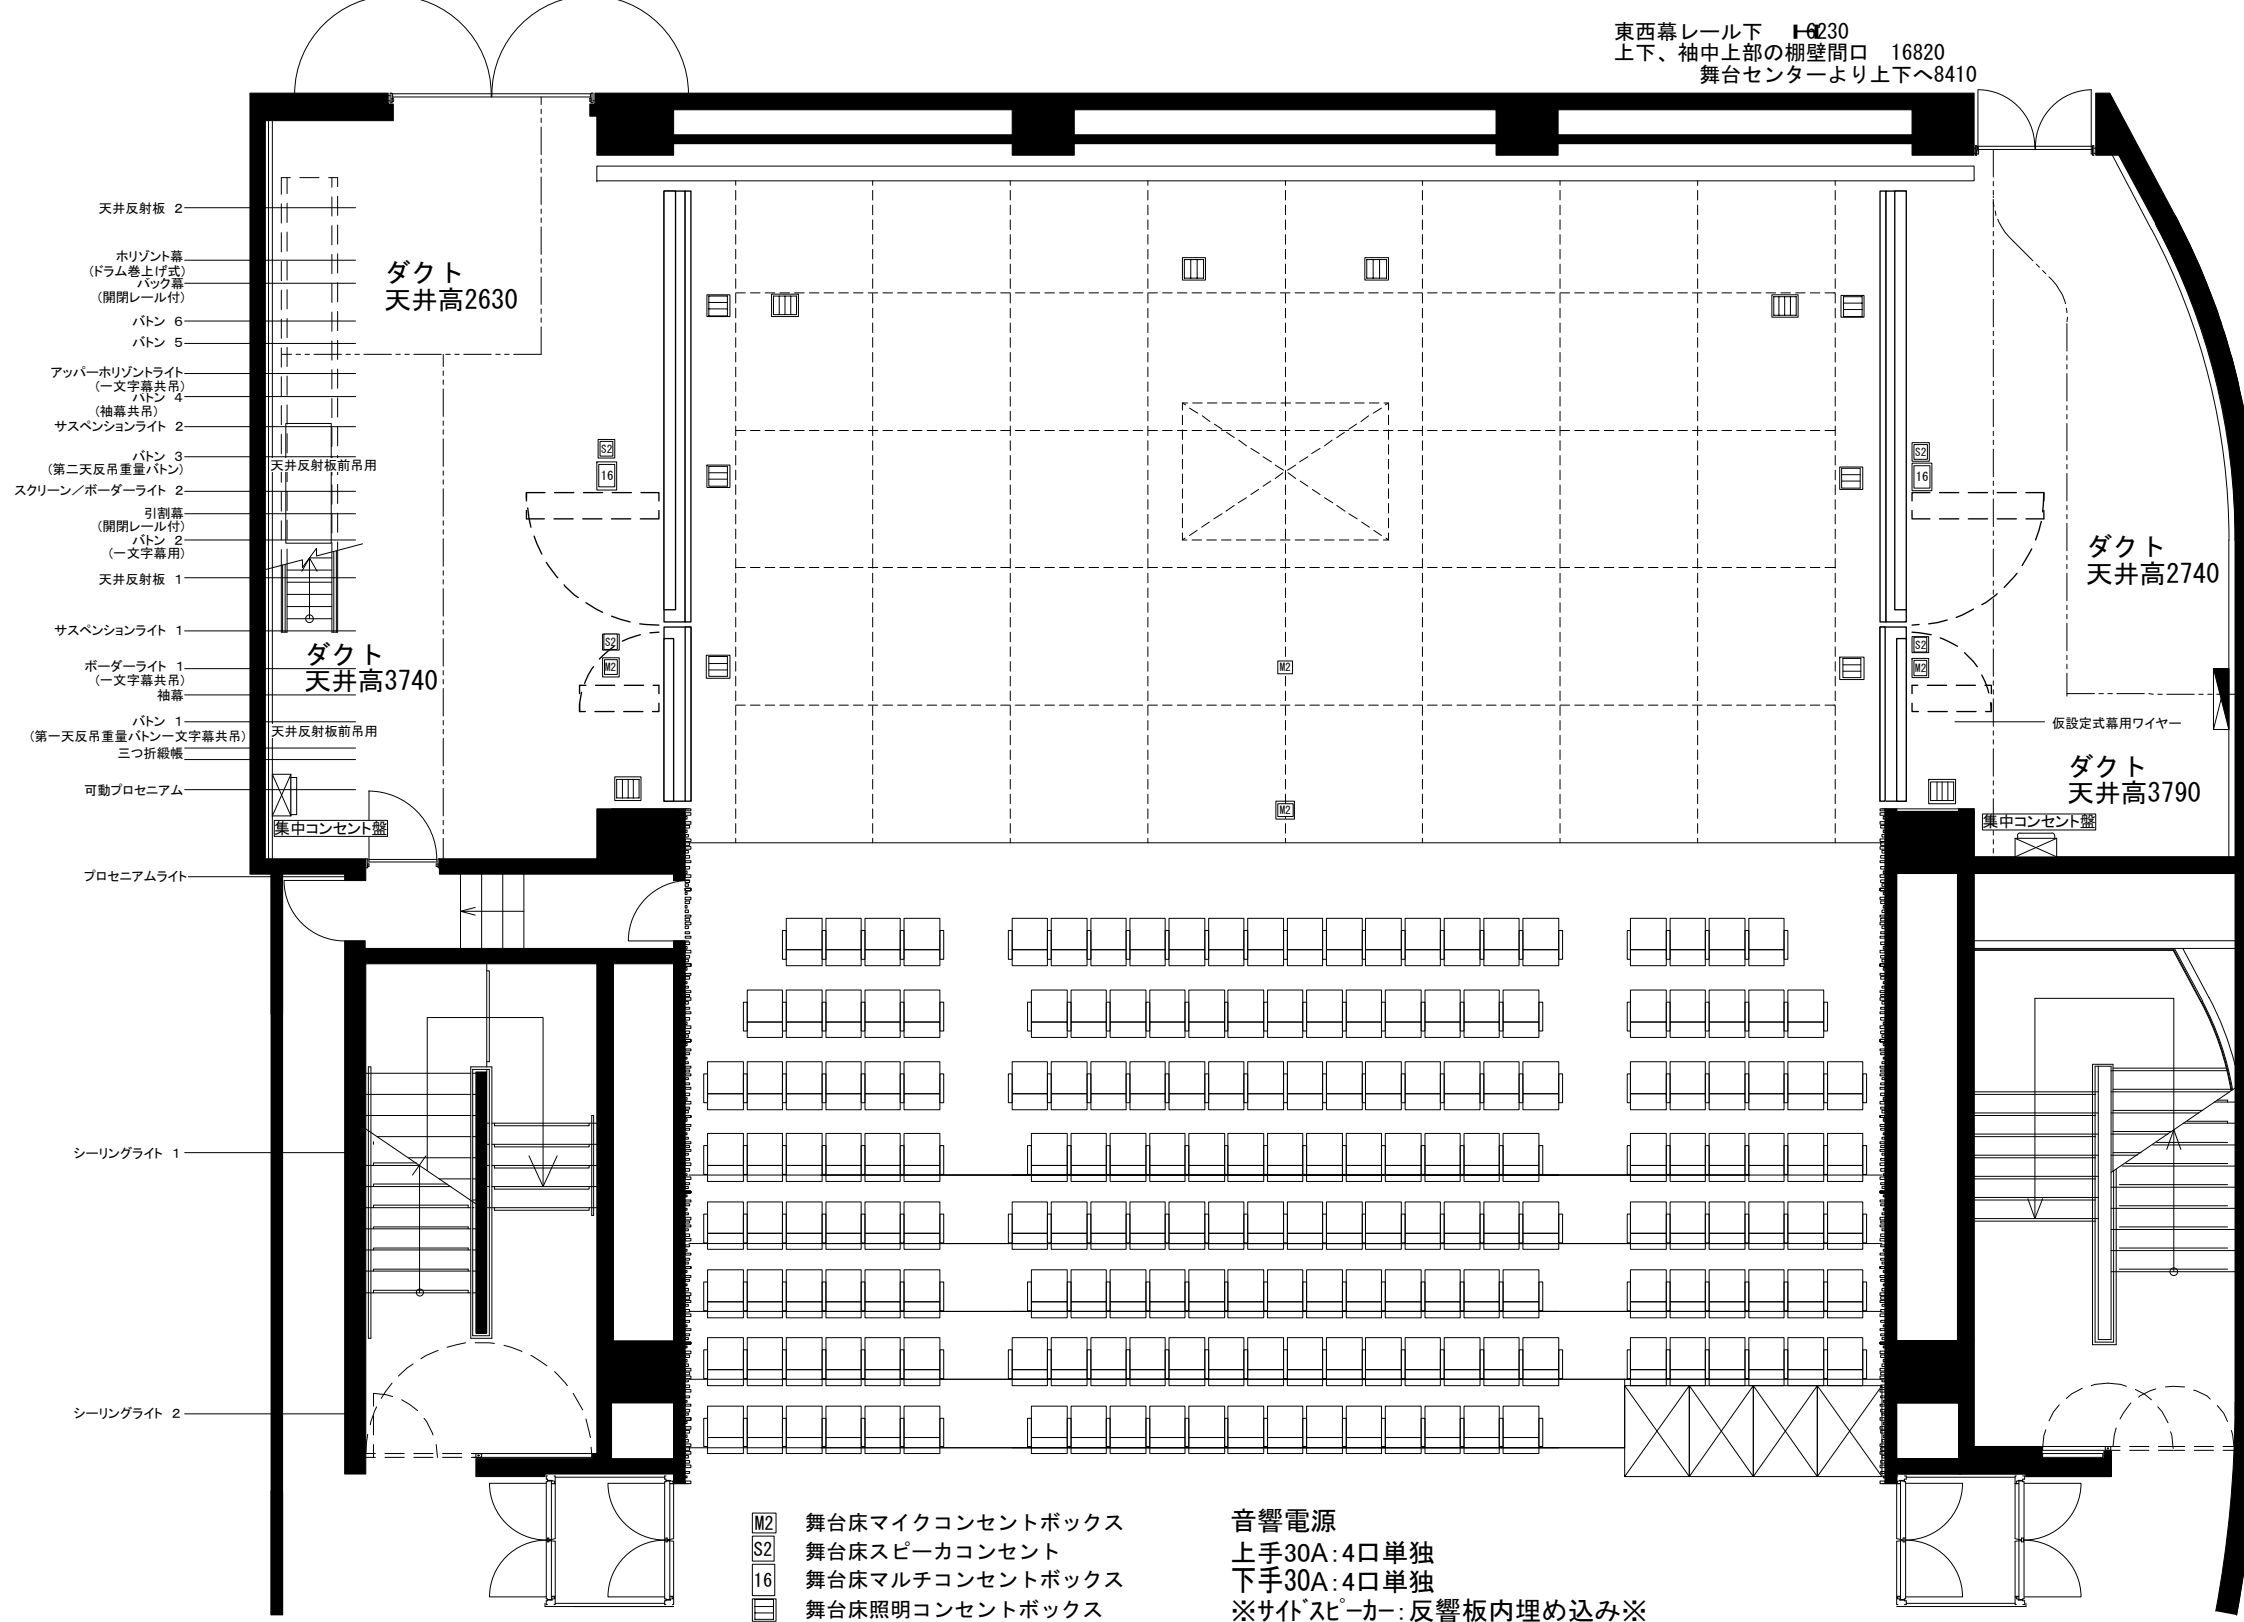 東西幕レール下　H=6230
上下、袖中上部の棚壁間口　16820
舞台センターより上下へ8410
天井反射板 2
ホリゾント幕
(ドラム巻上げ式)
バック幕
(開閉レール付)
バトン 6
バトン 5
アッパーホリゾントライト
(一文字幕共吊)
バトン 4
(袖幕共吊)
サスペンションライト 2
バトン 3
(第二天反吊重量バトン)
スクリーン／ボーダーライト 2
引割幕
(開閉レール付)
バトン 2
(一文字幕用)
天井反射板 1
サスペンションライト 1
ボーダーライト 1
(一文字幕共吊)
袖幕
バトン 1
(第一天反吊重量バトン一文字幕共吊)
三つ折緞帳
可動プロセニアム
プロセニアムライト
シーリングライト 1
シーリングライト 2
ダクト
天井高2630
天井反射板前吊用
ダクト
天井高3740
天井反射板前吊用
集中コンセント盤
S2
16
S2
M2
M2
M2
S2
16
S2
M2
ダクト
天井高2740
仮設定式幕用ワイヤー
ダクト
天井高3790
集中コンセント盤
M2 舞台床マイクコンセントボックス
S2 舞台床スピーカコンセント
16 舞台床マルチコンセントボックス
舞台床照明コンセントボックス
音響電源
上手30A:4口単独
下手30A:4口単独
※サイドスピーカー:反響板内埋め込み※